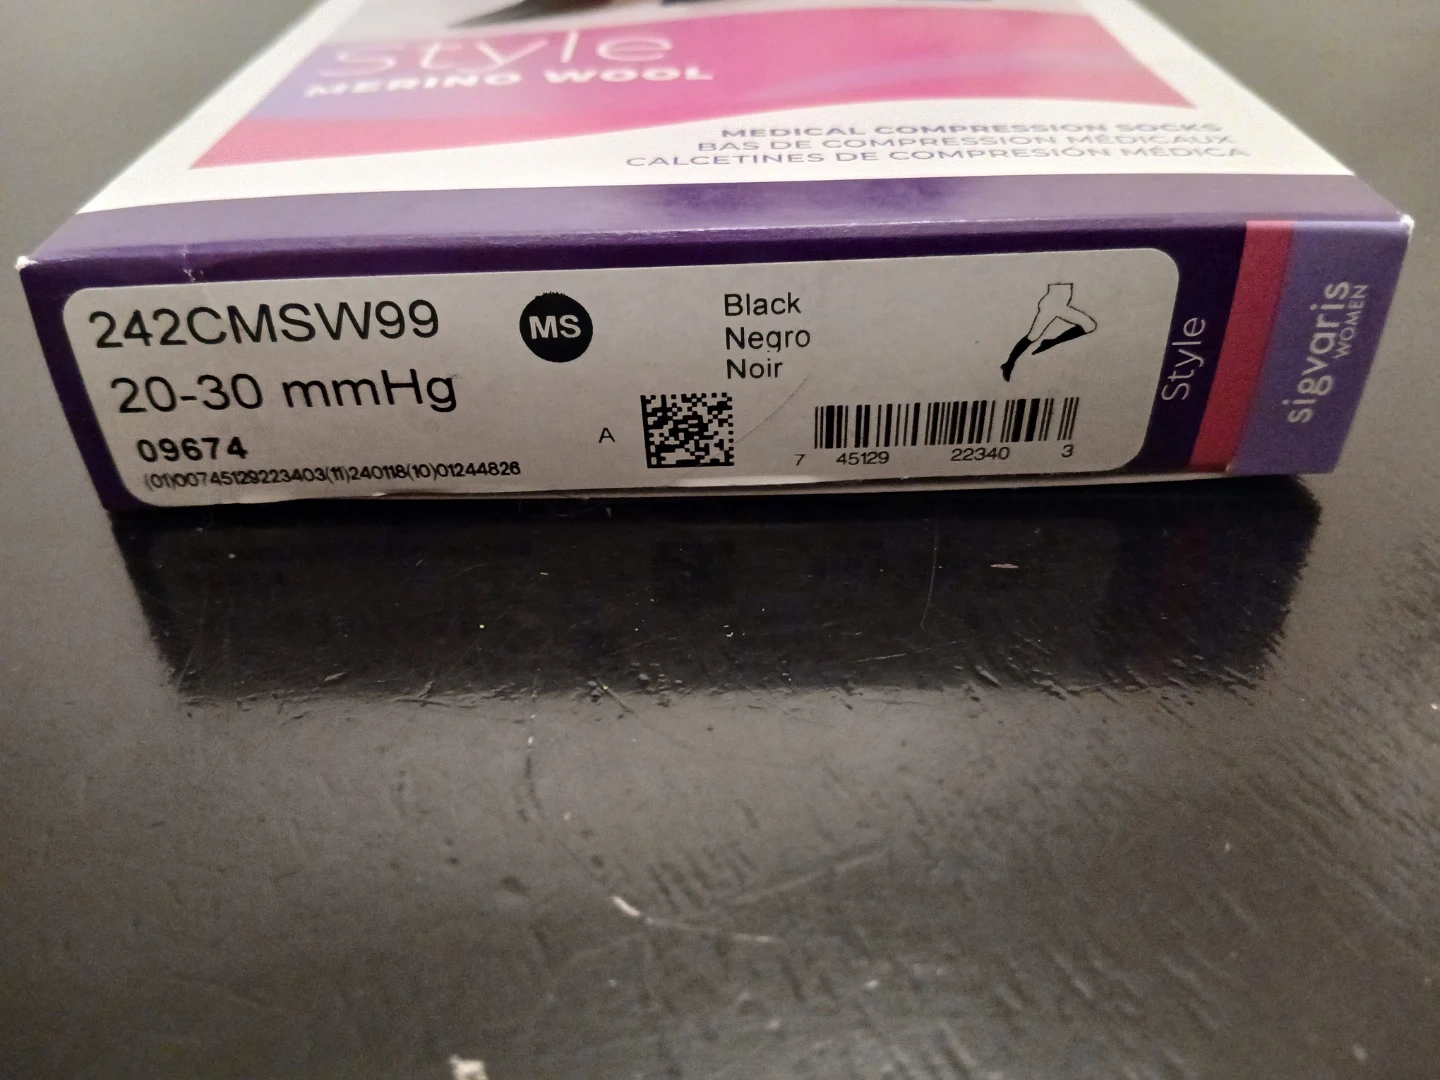 Style
MERINO WOOL
MEDICAL COMPRESSION SOCKS
BAS DE COMPRESSION MÉDICAUX
CALCETINES DE COMPRESIÓN MÉDICA
242CMSW99
MS
20-30 mmHg
09674
(01)00745129223403(11)240118(10)01244826
A
Black
Negro
Noir
7 45129 22340 3
Style
sigvaris
WOMEN